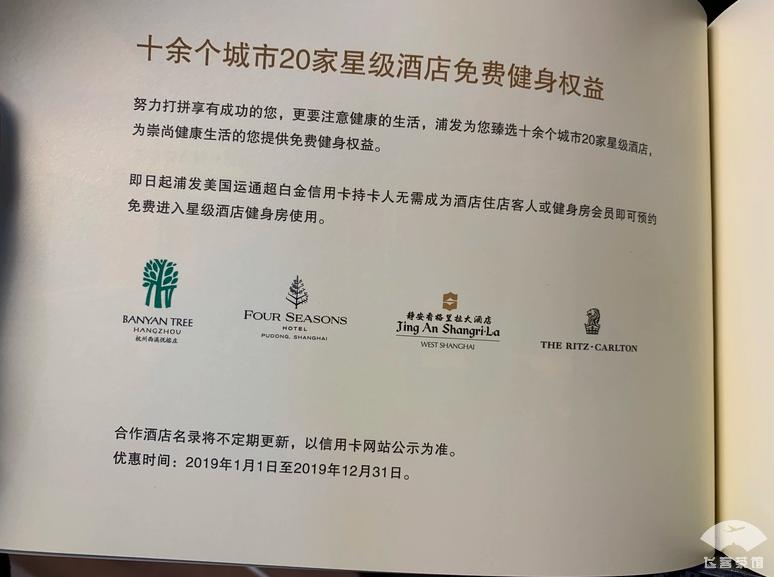 十余个城市20家星级酒店免费健身权益
努力打拼享有成功的您，更要注意健康的生活，浦发为您臻选十余个城市20家星级酒店，
为崇尚健康生活的您提供免费健身权益。
即日起浦发美国运通超白金信用卡持卡人无需成为酒店住店客人或健身房会员即可预约
免费进入星级酒店健身房使用。
BANYAN TREE
HANGZHOU
杭州西溪悦榕庄
FOUR SEASONS
HOTEL
PUDONG, SHANGHAI
静安香格里拉大酒店
Jing An Shangri-La
WEST SHANGHAI
THE RITZ-CARLTON
合作酒店名录将不定期更新，以信用卡网站公示为准。
优惠时间：2019年1月1日至2019年12月31日。
飞客茶馆